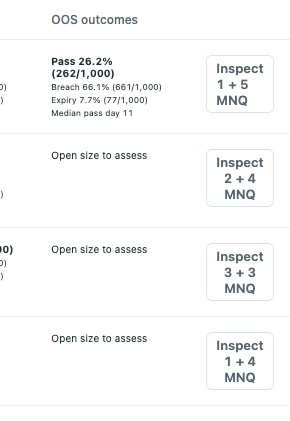 OOS outcomes
Pass 26.2%
(262/1,000)
Breach 66.1% (661/1,000)
Expiry 7.7% (77/1,000)
Median pass day 11
Inspect
1 + 5
MNQ
Open size to assess
Inspect
2 + 4
MNQ
Open size to assess
Inspect
3 + 3
MNQ
Open size to assess
Inspect
1 + 4
MNQ